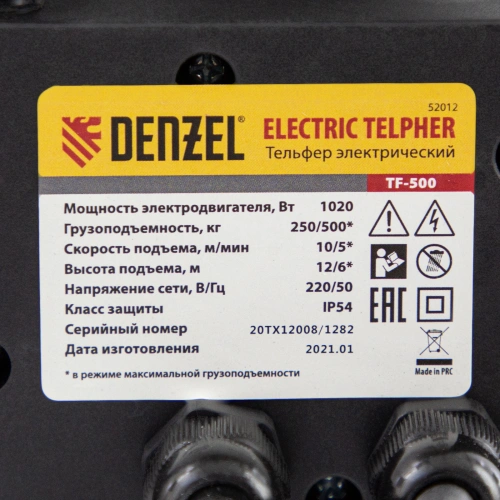 52012
DENZEL® ELECTRIC TELPHER
Тельфер электрический
TF-500
Мощность электродвигателя, Вт 1020
Грузоподъемность, кг 250/500*
Скорость подъема, м/мин 10/5*
Высота подъема, м 12/6*
Напряжение сети, В/Гц 220/50
Класс защиты IP54
Серийный номер 20TX12008/1282
Дата изготовления 2021.01
* в режиме максимальной грузоподъемности
EAC
Made in PRC